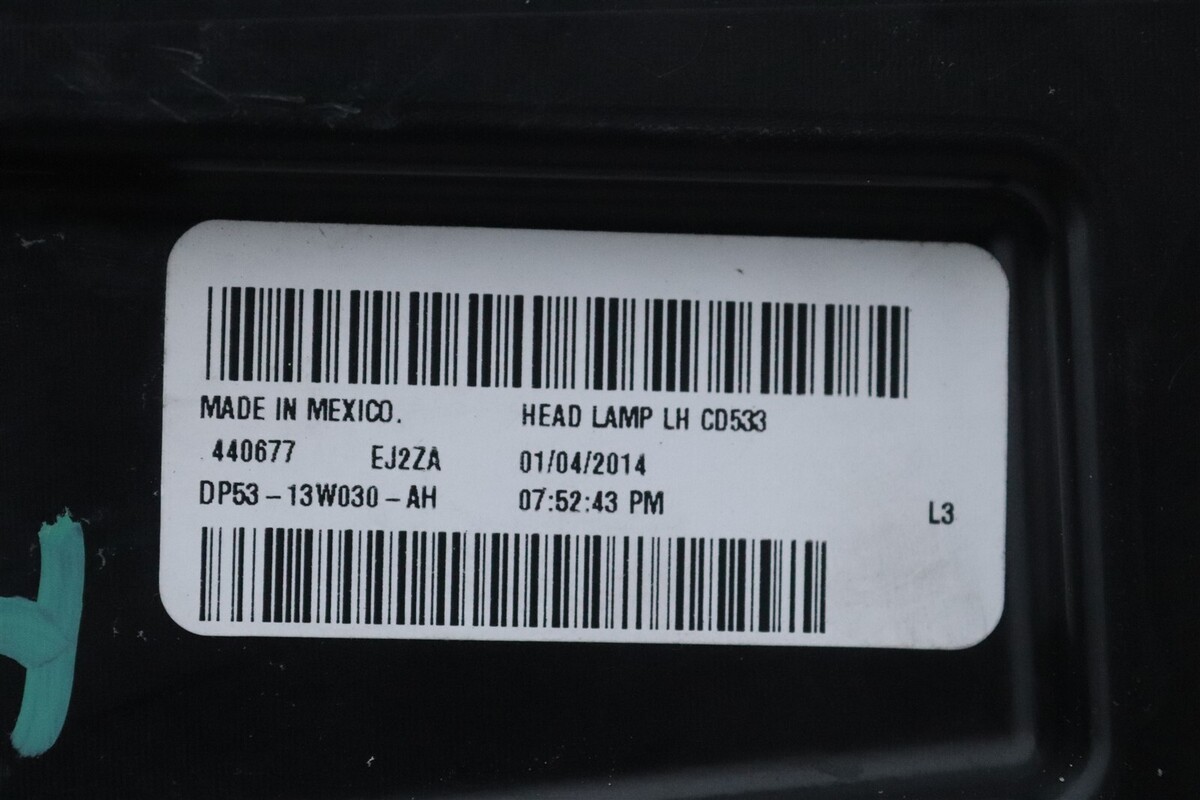 MADE IN MEXICO. HEAD LAMP LH CD533
440677 EJ2ZA 01/04/2014
DP53-13W030-AH 07:52:43 PM
L3